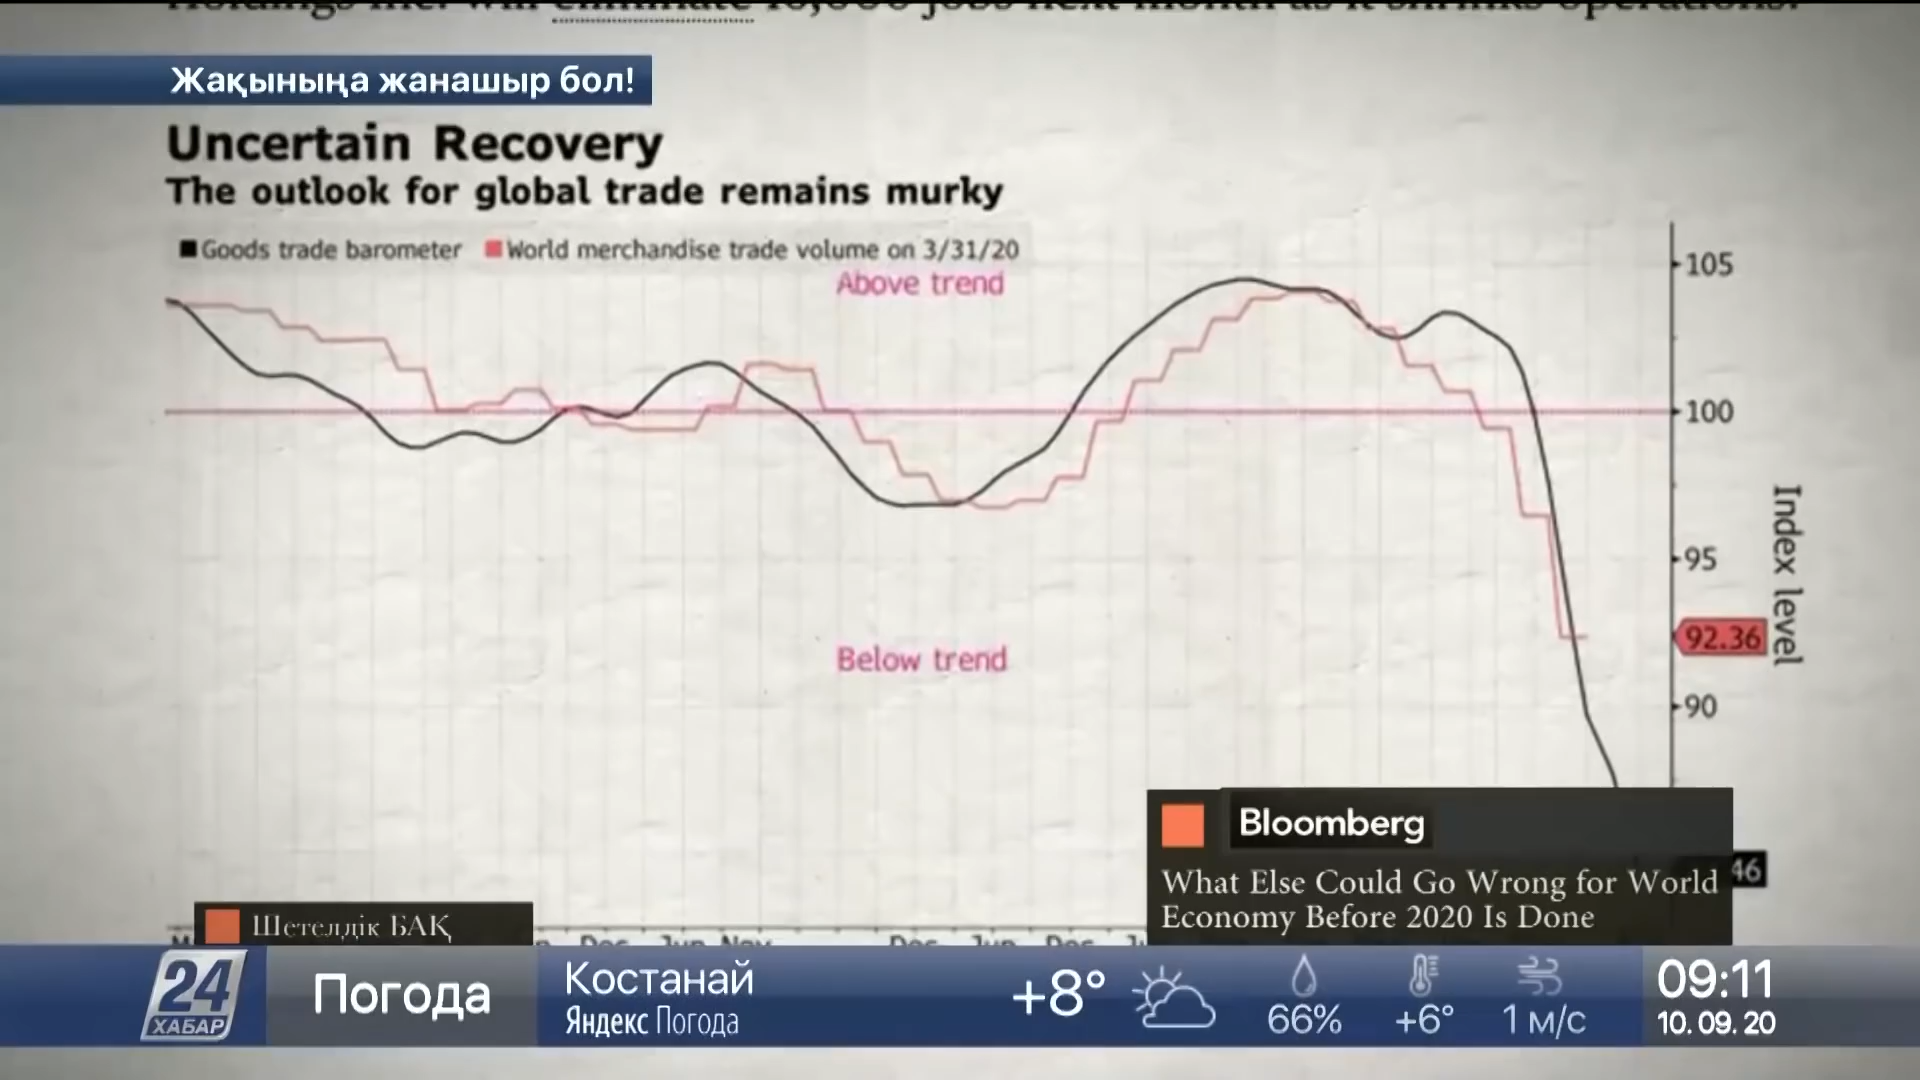 Жақыныңа жанашыр бол!
Uncertain Recovery
The outlook for global trade remains murky
Goods trade barometer World merchandise trade volume on 3/31/20
Above trend
105
100
95
92.36
90
Index level
Below trend
46
Bloomberg
What Else Could Go Wrong for World
Economy Before 2020 Is Done
Шетелдік БАҚ
24
ХАБАР
Погода
Костанай
Яндекс Погода
+8°
66%
+6°
1 м/с
09:11
10. 09. 20